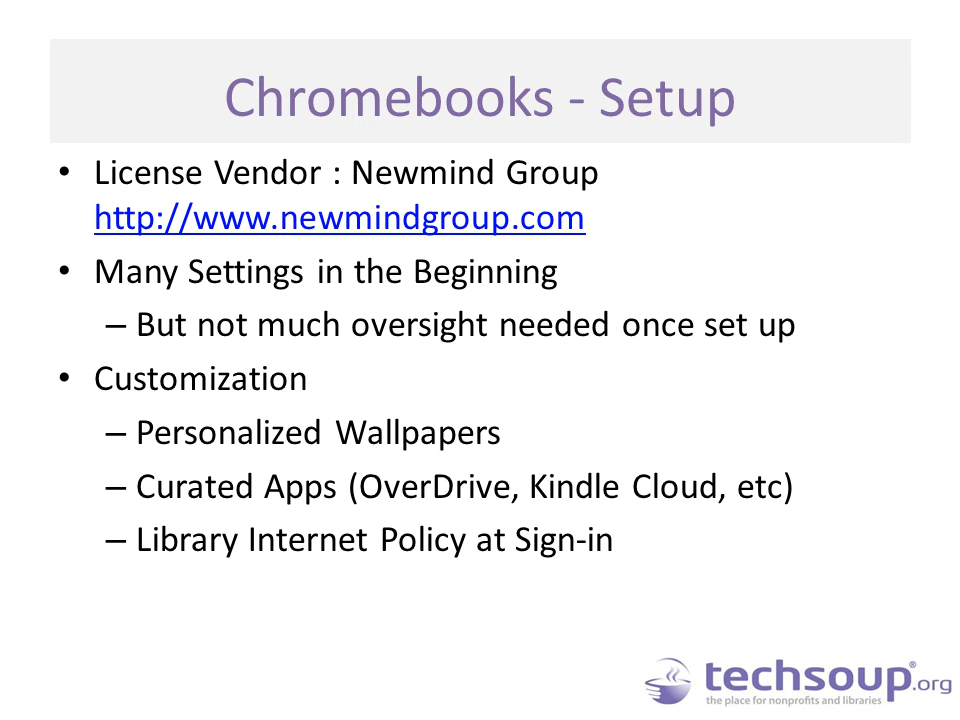 Chromebooks - Setup
• License Vendor : Newmind Group
http://www.newmindgroup.com
• Many Settings in the Beginning
– But not much oversight needed once set up
• Customization
– Personalized Wallpapers
– Curated Apps (OverDrive, Kindle Cloud, etc)
– Library Internet Policy at Sign-in
techsoup®.org
the place for nonprofits and libraries